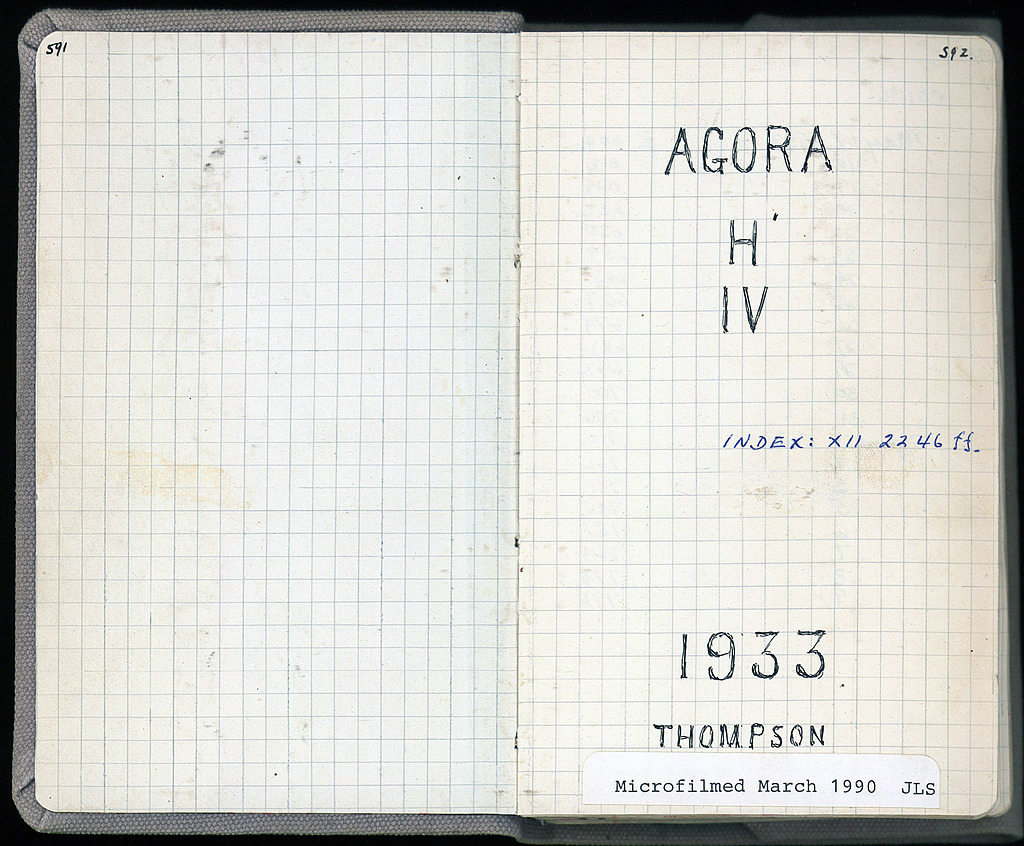 591
592.
AGORA
H'
IV
INDEX: XII 2246 ff.
1933
THOMPSON
Microfilmed March 1990 JLS